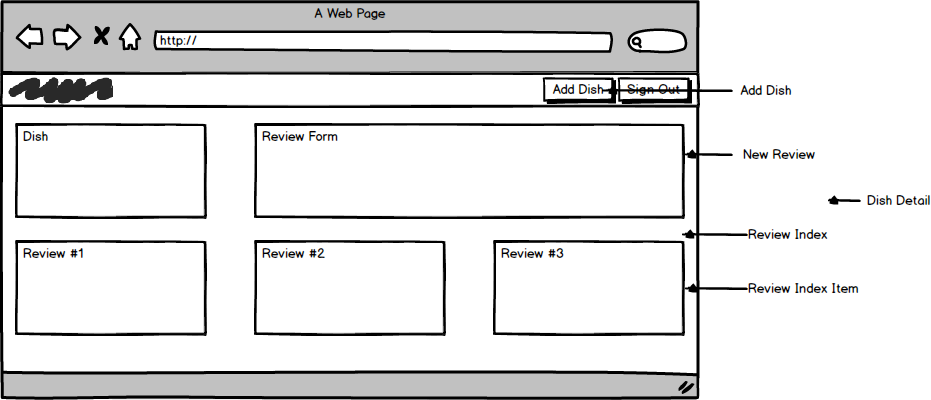 A Web Page
http://
Add Dish
Sign Out
Add Dish
Dish
Review Form
New Review
Dish Detail
Review Index
Review #1
Review #2
Review #3
Review Index Item